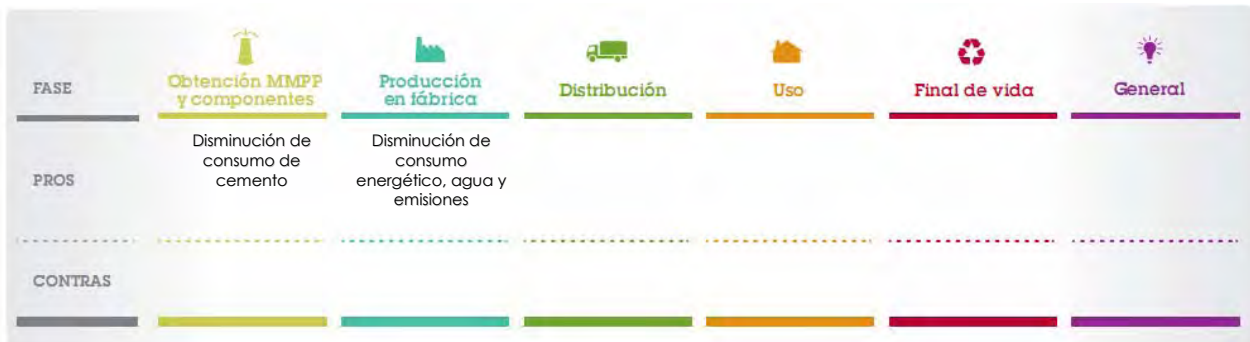 FASE
Obtención MMPP
y componentes
Producción
en fábrica
Distribución
Uso
Final de vida
General
PROS
Disminución de
consumo de
cemento
Disminución de
consumo
energético, agua y
emisiones
CONTRAS